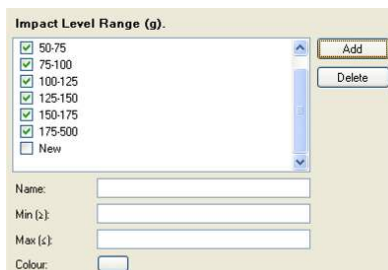 Impact Level Range (g).
50-75
75-100
100-125
125-150
150-175
175-500
New
Add
Delete
Name:
Min (≥):
Max (≤):
Colour: